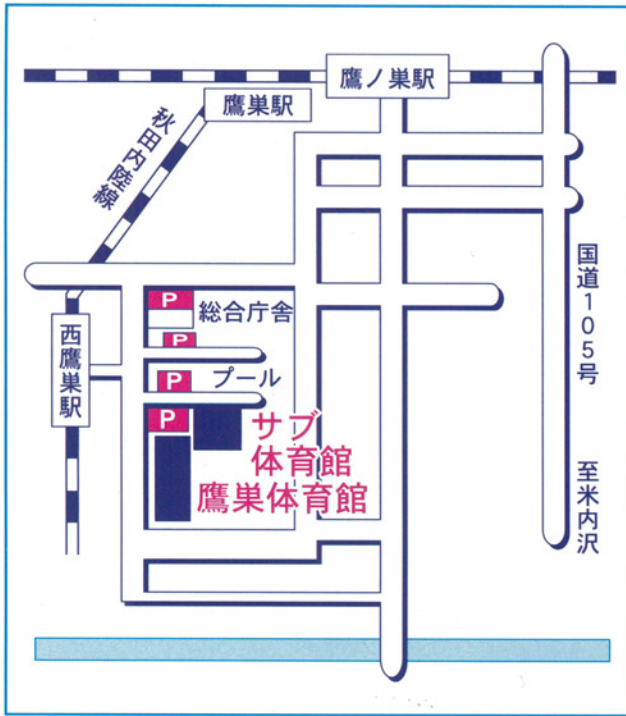 鷹ノ巣駅
鷹巣駅
秋田内陸線
国道105号
P
総合庁舎
P
西鷹巣駅
P
プール
P
サブ
体育館
鷹巣体育館
至米内沢